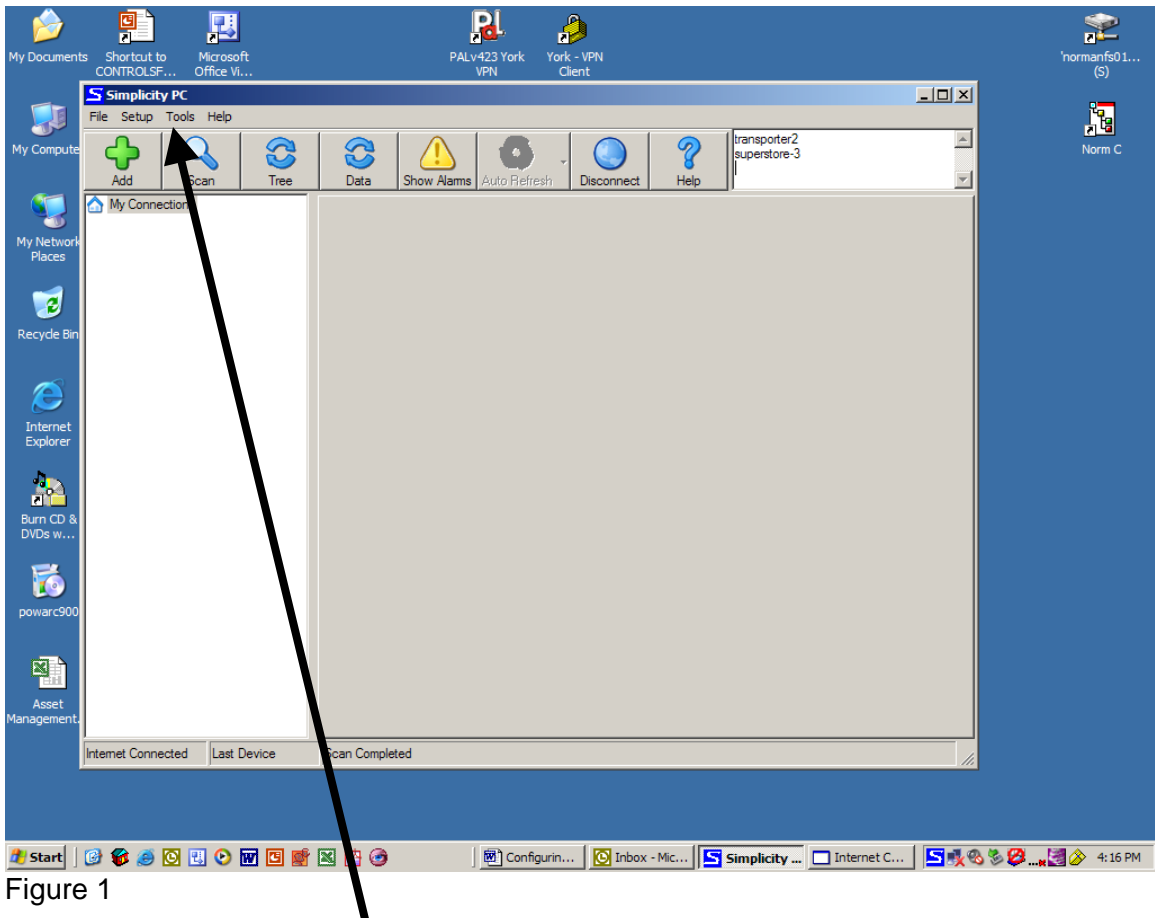 My Documents
Shortcut to
CONTROLSF...
Microsoft
Office Vi...
PALv423 York
VPN
York - VPN
Client
'normanfs01...
(S)
Simplicity PC
File Setup Tools Help
My Compute
Norm C
Add
Scan
Tree
Data
Show Alarms
Auto Refresh
Disconnect
Help
transporter2
superstore-3
My Connection
My Network
Places
Recycle Bin
Internet
Explorer
Burn CD &
DVDs w...
powarc900
Asset
Management.
Internet Connected
Last Device
Scan Completed
Start
Configurin...
Inbox - Mic...
Simplicity ...
Internet C...
4:16 PM
Figure 1